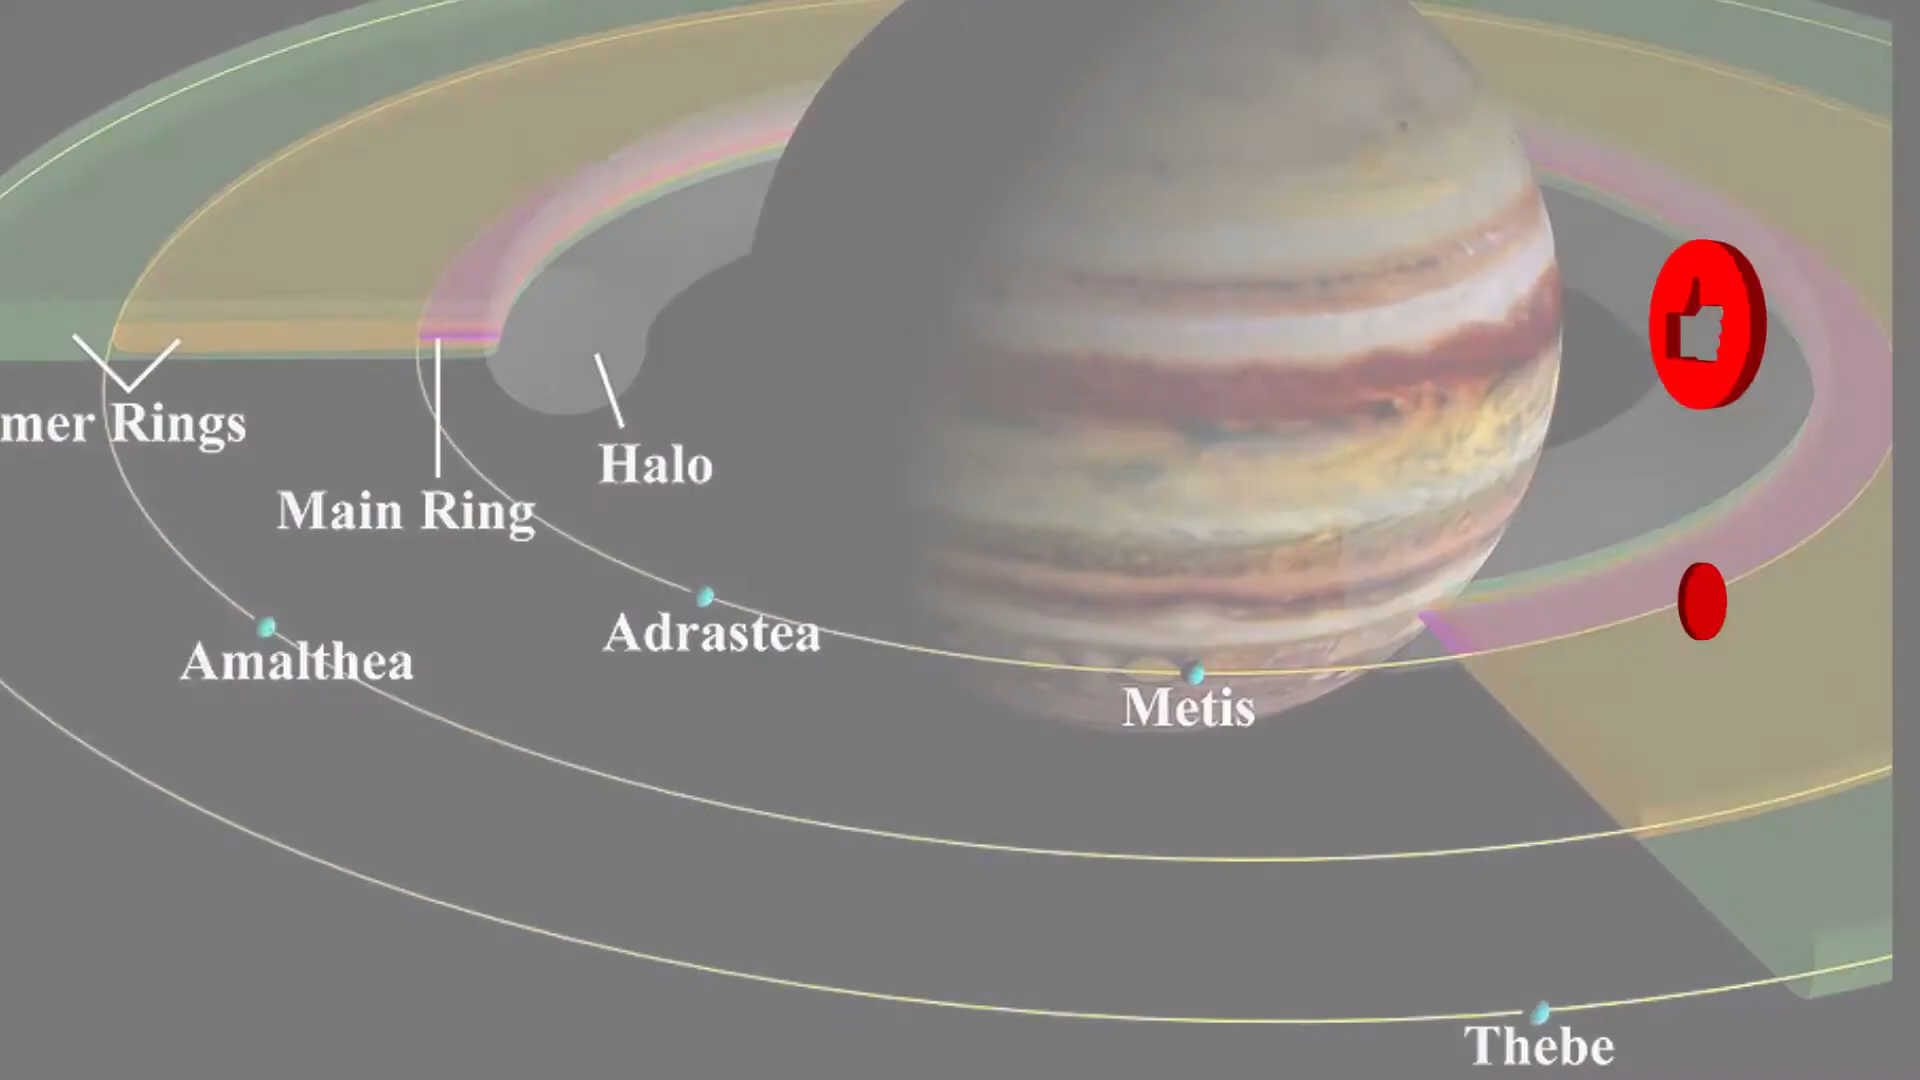 mer Rings
Halo
Main Ring
Adrastea
Amalthea
Metis
Thebe